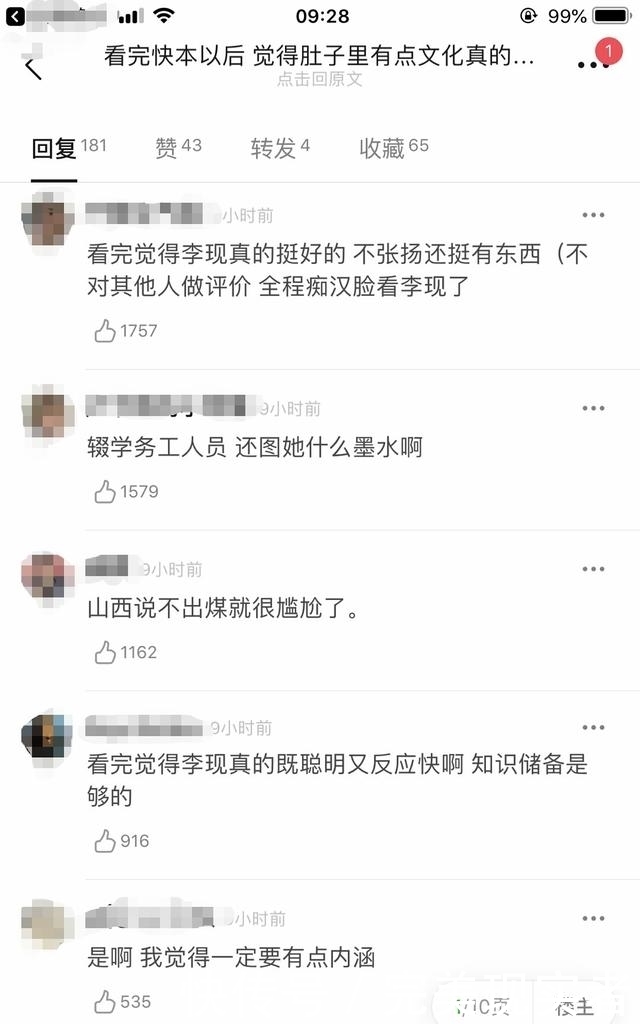 09:28
99%
看完快本以后 觉得肚子里有点文化真的...
1
点击回原文
回复 181 赞 43 转发 4 收藏 65
小时前
看完觉得李现真的挺好的 不张扬还挺有东西（不
对其他人做评价 全程痴汉脸看李现了
1757
9小时前
辍学务工人员 还图她什么墨水啊
1579
9小时前
山西说不出煤就很尴尬了。
1162
9小时前
看完觉得李现真的既聪明又反应快啊 知识储备是
够的
916
小时前
是啊 我觉得一定要有点内涵
535